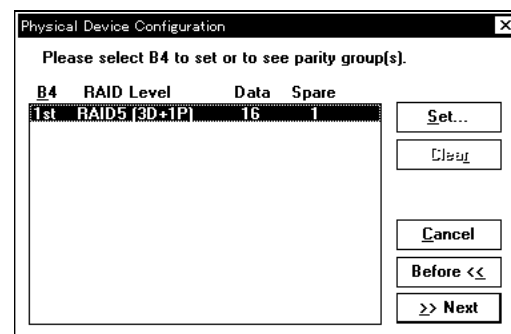 Physical Device Configuration
Please select B4 to set or to see parity group(s).
B4 RAID Level Data Spare
1st RAID5 (3D+1P) 16 1
Set...
Clear
Cancel
Before <<
>> Next